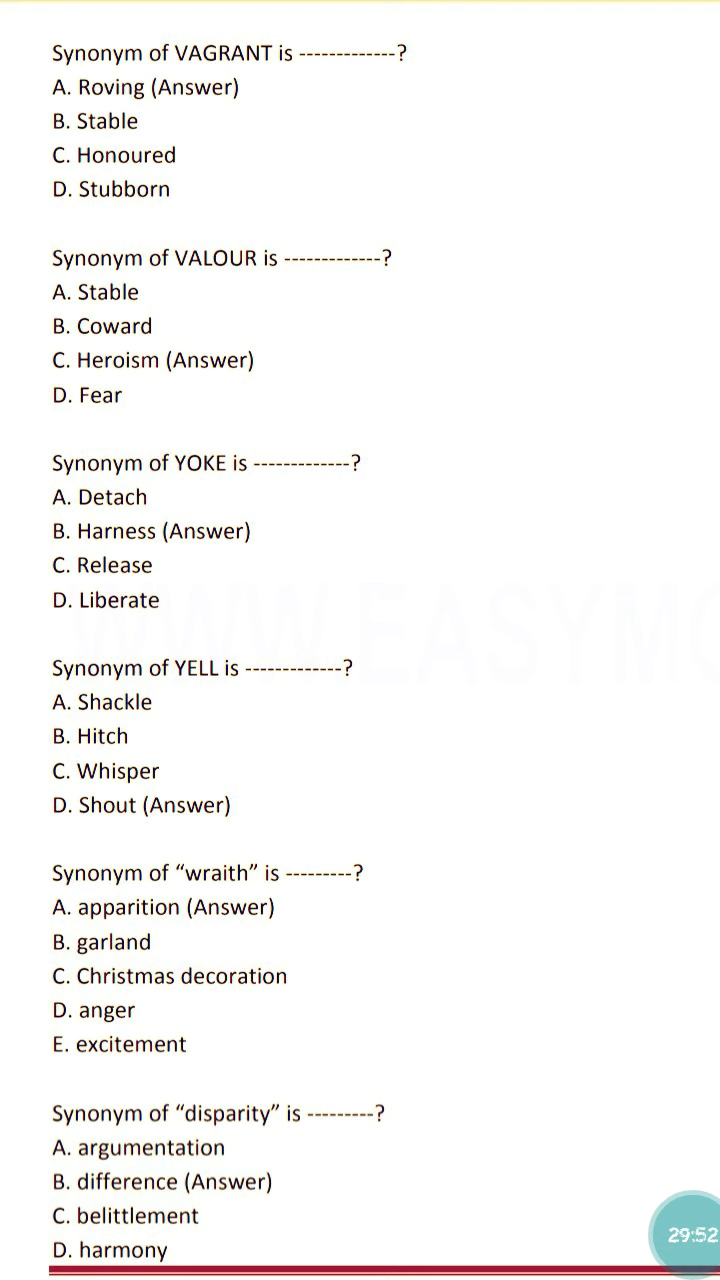 Synonym of VAGRANT is -------------?
A. Roving (Answer)
B. Stable
C. Honoured
D. Stubborn
Synonym of VALOUR is -------------?
A. Stable
B. Coward
C. Heroism (Answer)
D. Fear
Synonym of YOKE is -------------?
A. Detach
B. Harness (Answer)
C. Release
D. Liberate
WWW.EASYMC
Synonym of YELL is -------------?
A. Shackle
B. Hitch
C. Whisper
D. Shout (Answer)
Synonym of “wraith” is ---------?
A. apparition (Answer)
B. garland
C. Christmas decoration
D. anger
E. excitement
Synonym of “disparity” is ---------?
A. argumentation
B. difference (Answer)
C. belittlement
D. harmony
29:52